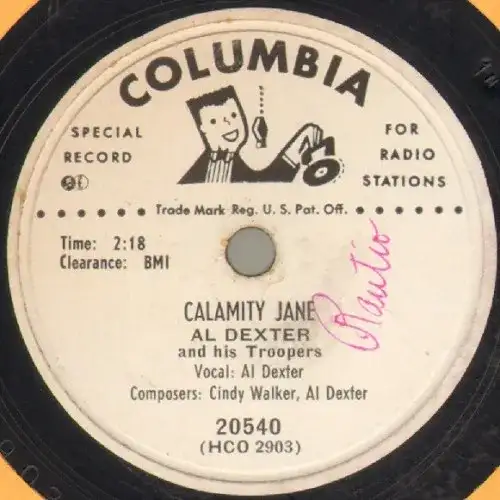 COLUMBIA
SPECIAL
RECORD
FOR
RADIO
STATIONS
Trade Mark Reg. U. S. Pat. Off.
Time: 2:18
Clearance: BMI
CALAMITY JANE
AL DEXTER
and his Troopers
Vocal: Al Dexter
Composers: Cindy Walker, Al Dexter
20540
(HCO 2903)
Rautio